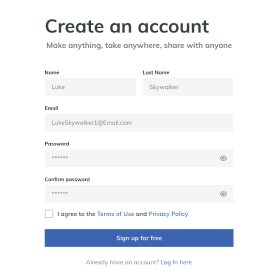 Create an account
Make anything, take anywhere, share with anyone
Name Last Name
Luke Skywalker
Email
LukeSkywalker1@Email.com
Password
******
Confirm password
******
I agree to the Terms of Use and Privacy Policy
Sign up for free
Already have an account? Log In here